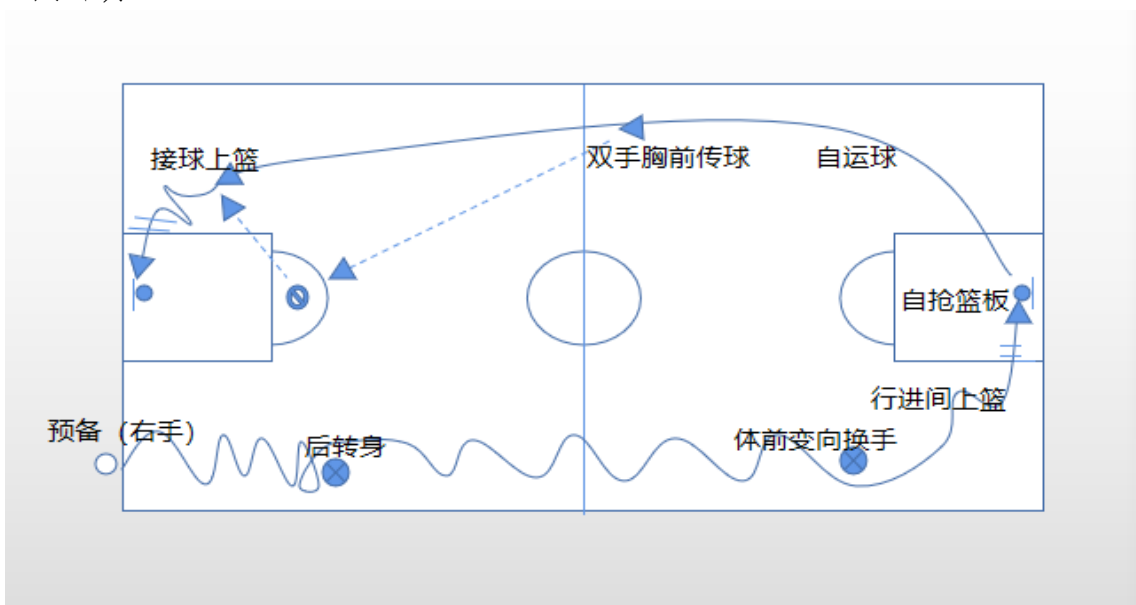 接球上篮
双手胸前传球
自运球
自抢篮板
行进间上篮
预备（右手）
后转身
体前变向换手